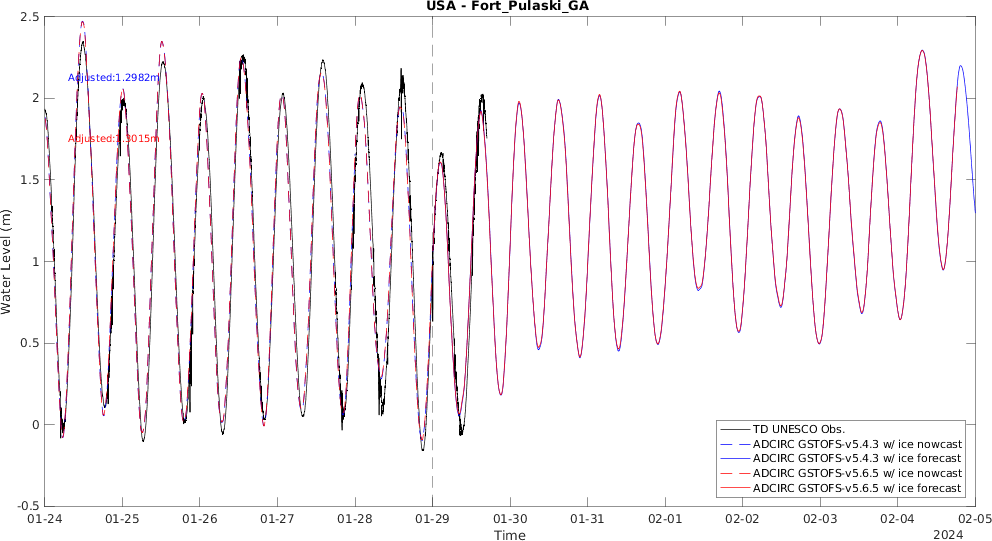 USA - Fort_Pulaski_GA
2.5
2
1.5
1
0.5
0
-0.5
Water Level (m)
Adjusted:1.2982m
Adjusted:1.3015m
TD UNESCO Obs.
ADCIRC GSTOFS-v5.4.3 w/ ice nowcast
ADCIRC GSTOFS-v5.4.3 w/ ice forecast
ADCIRC GSTOFS-v5.6.5 w/ ice nowcast
ADCIRC GSTOFS-v5.6.5 w/ ice forecast
01-24 01-25 01-26 01-27 01-28 01-29 01-30 01-31 02-01 02-02 02-03 02-04 02-05
Time
2024